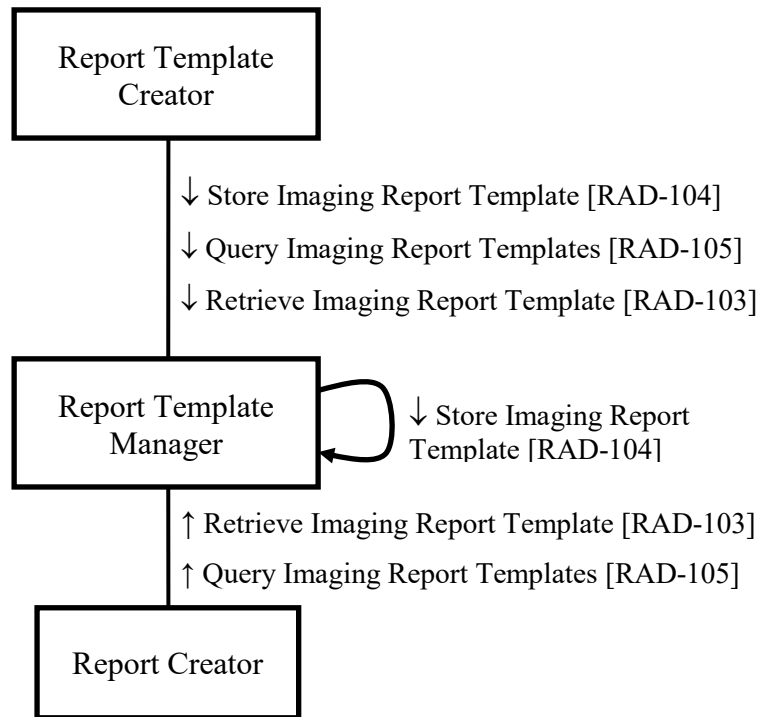 Report Template
Creator
↓ Store Imaging Report Template [RAD-104]
↓ Query Imaging Report Templates [RAD-105]
↓ Retrieve Imaging Report Template [RAD-103]
Report Template
Manager
↓ Store Imaging Report
Template [RAD-104]
↑ Retrieve Imaging Report Template [RAD-103]
↑ Query Imaging Report Templates [RAD-105]
Report Creator